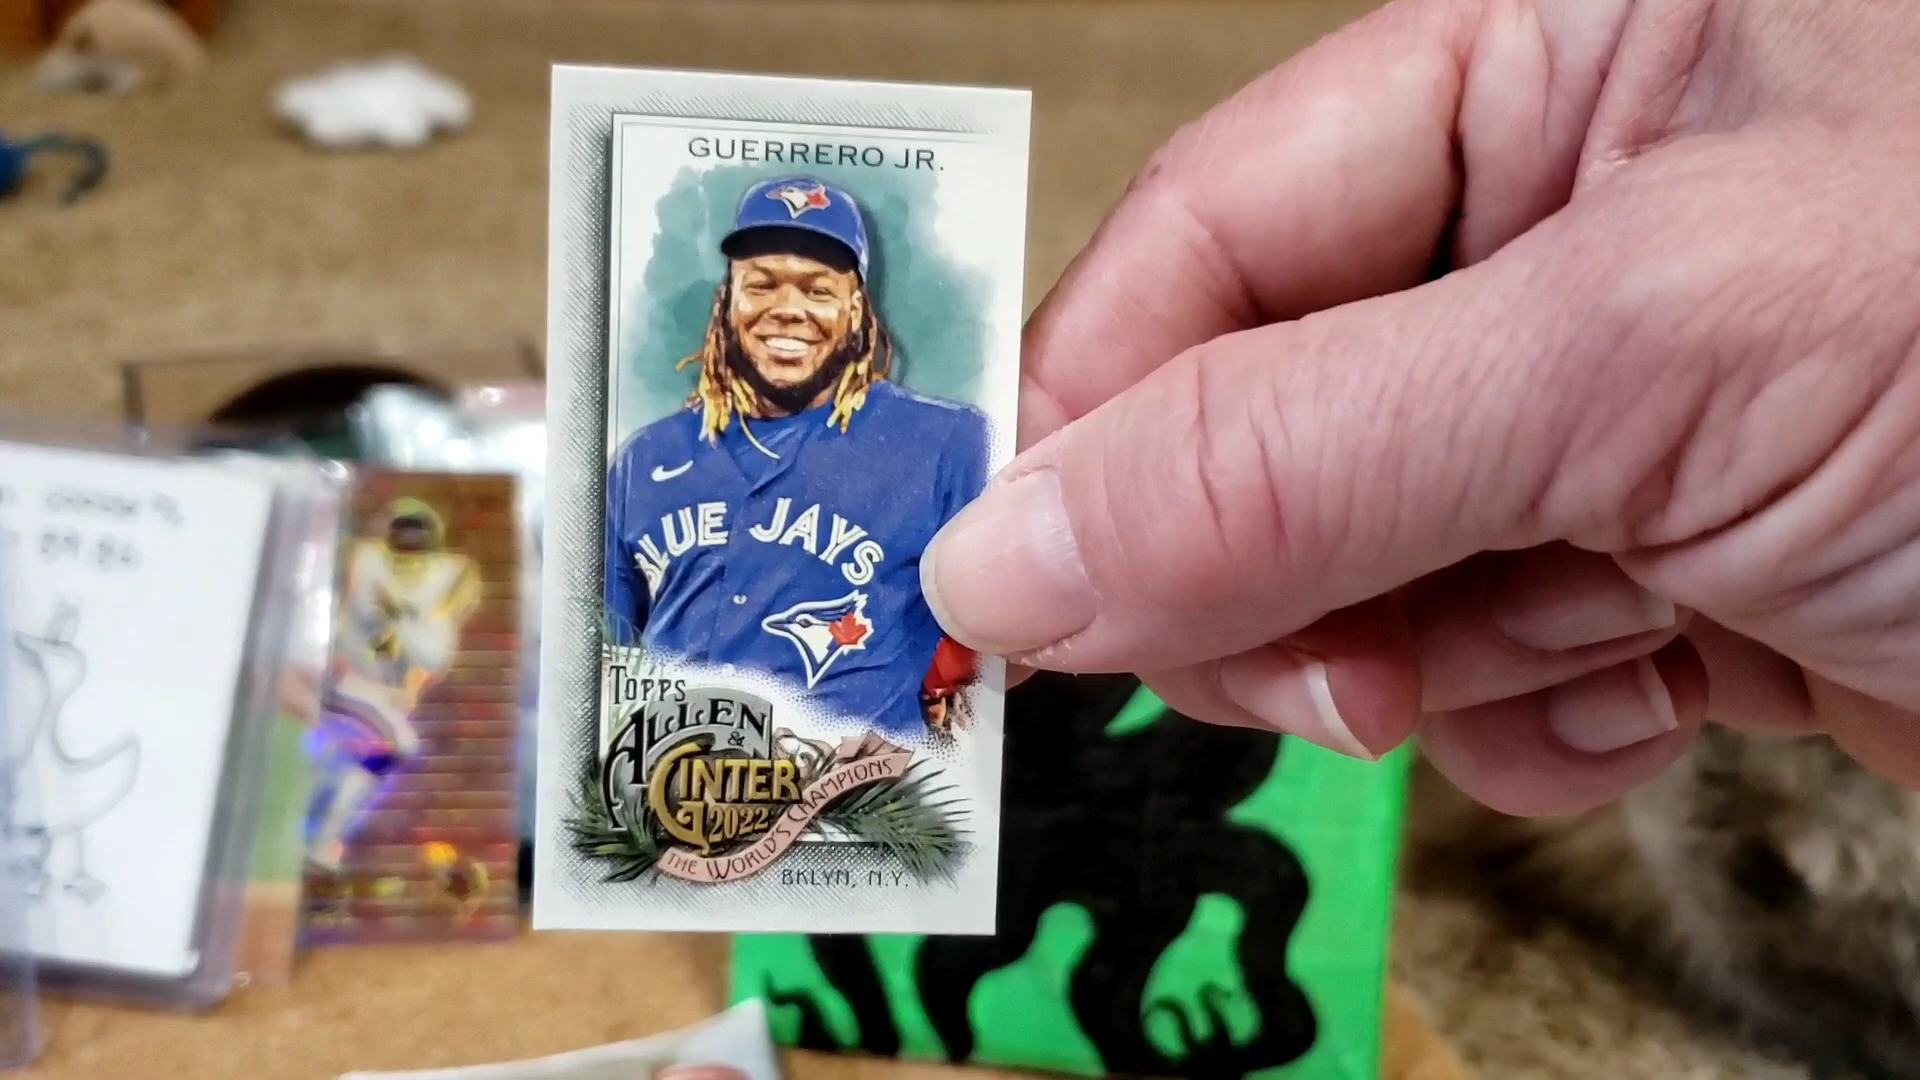 GUERRERO JR.
BLUE JAYS
TOPPS
ALLEN
&
GINTER
2022
THE WORLD'S CHAMPIONS
BKLYN, N.Y.